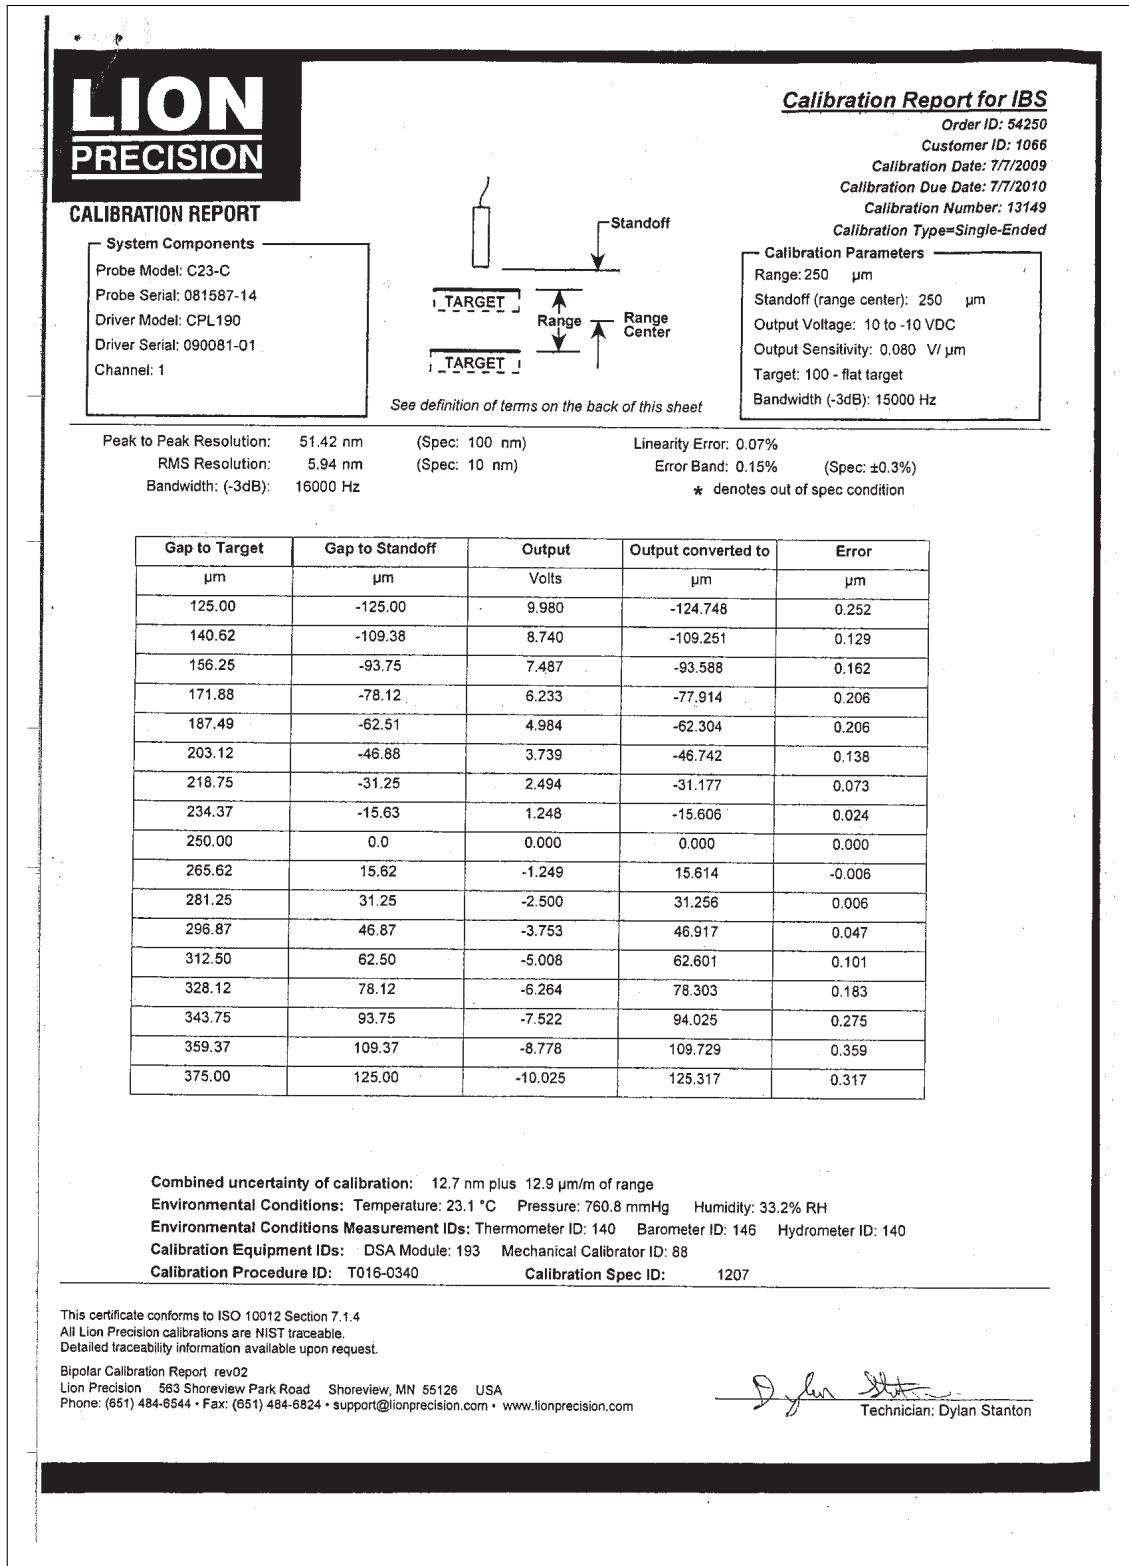 LION
PRECISION
CALIBRATION REPORT
Calibration Report for IBS
Order ID: 54250
Customer ID: 1066
Calibration Date: 7/7/2009
Calibration Due Date: 7/7/2010
Calibration Number: 13149
Calibration Type=Single-Ended
System Components
Probe Model: C23-C
Probe Serial: 081587-14
Driver Model: CPL190
Driver Serial: 090081-01
Channel: 1
Standoff
TARGET
Range
Range
Center
TARGET
See definition of terms on the back of this sheet
Calibration Parameters
Range: 250 µm
Standoff (range center): 250 µm
Output Voltage: 10 to -10 VDC
Output Sensitivity: 0.080 V/ µm
Target: 100 - flat target
Bandwidth (-3dB): 15000 Hz
Peak to Peak Resolution: 51.42 nm (Spec: 100 nm) Linearity Error: 0.07%
RMS Resolution: 5.94 nm (Spec: 10 nm) Error Band: 0.15% (Spec: ±0.3%)
Bandwidth: (-3dB): 16000 Hz * denotes out of spec condition
Gap to Target Gap to Standoff Output Output converted to Error
µm µm Volts µm µm
125.00 -125.00 9.980 -124.748 0.252
140.62 -109.38 8.740 -109.251 0.129
156.25 -93.75 7.487 -93.588 0.162
171.88 -78.12 6.233 -77.914 0.206
187.49 -62.51 4.984 -62.304 0.206
203.12 -46.88 3.739 -46.742 0.138
218.75 -31.25 2.494 -31.177 0.073
234.37 -15.63 1.248 -15.606 0.024
250.00 0.0 0.000 0.000 0.000
265.62 15.62 -1.249 15.614 -0.006
281.25 31.25 -2.500 31.256 0.006
296.87 46.87 -3.753 46.917 0.047
312.50 62.50 -5.008 62.601 0.101
328.12 78.12 -6.264 78.303 0.183
343.75 93.75 -7.522 94.025 0.275
359.37 109.37 -8.778 109.729 0.359
375.00 125.00 -10.025 125.317 0.317
Combined uncertainty of calibration: 12.7 nm plus 12.9 µm/m of range
Environmental Conditions: Temperature: 23.1 °C Pressure: 760.8 mmHg Humidity: 33.2% RH
Environmental Conditions Measurement IDs: Thermometer ID: 140 Barometer ID: 146 Hydrometer ID: 140
Calibration Equipment IDs: DSA Module: 193 Mechanical Calibrator ID: 88
Calibration Procedure ID: T016-0340 Calibration Spec ID: 1207
This certificate conforms to ISO 10012 Section 7.1.4
All Lion Precision calibrations are NIST traceable.
Detailed traceability information available upon request.
Bipolar Calibration Report rev02
Lion Precision 563 Shoreview Park Road Shoreview, MN 55126 USA
Phone: (651) 484-6544 • Fax: (651) 484-6824 • support@lionprecision.com • www.lionprecision.com
Dylan Stanton
Technician: Dylan Stanton